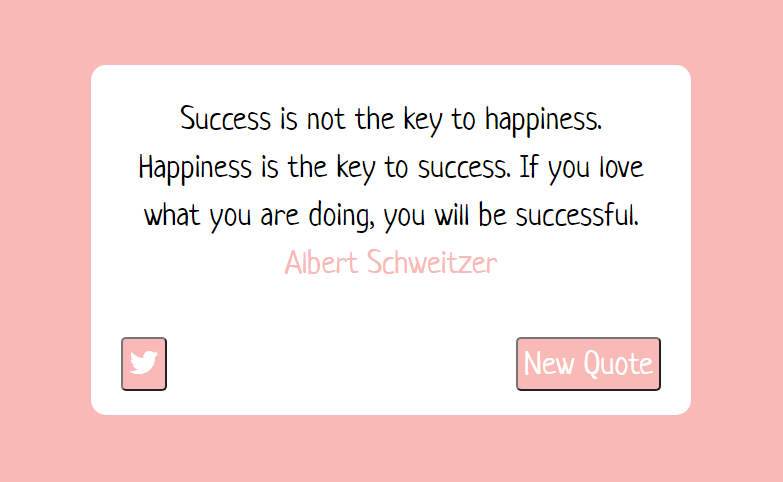 Success is not the key to happiness.
Happiness is the key to success. If you love
what you are doing, you will be successful.
Albert Schweitzer
New Quote